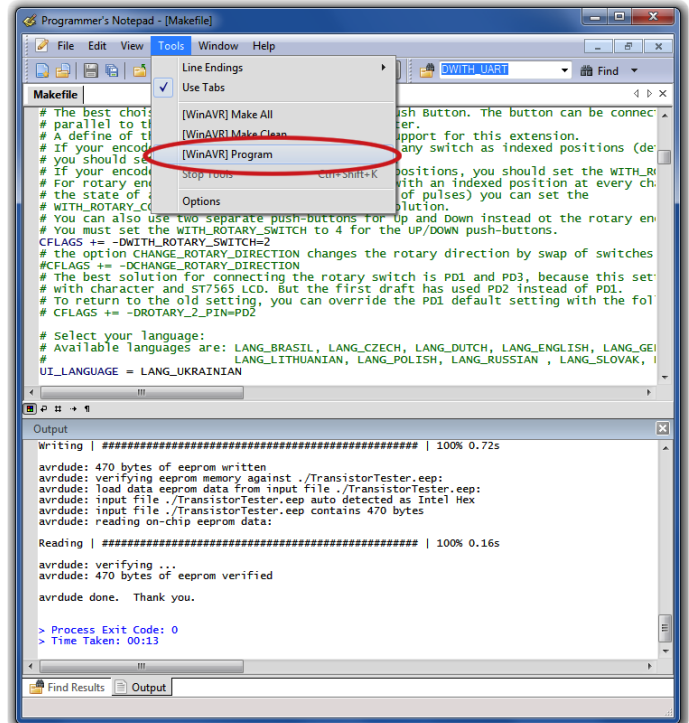 Programmer's Notepad - [Makefile]
File Edit View Tools Window Help
Line Endings
Use Tabs
[WinAVR] Make All
[WinAVR] Make Clean
[WinAVR] Program
Stop Tools Ctrl+Shift+K
Options
DWITH_UART
Find
Makefile
# The best choi ush Button. The button can be connec
# parallel to th er.
# A define of th upport for this extension.
# If your encode any switch as indexed positions (de
# you should se
# If your encode ositions, you should set the WITH_R
# For rotary en with an indexed position at every ch
# the state of a of pulses) you can set the
# WITH_ROTARY_CO olution.
# You can also use two separate push-buttons for Up and Down instead ot the rotary en
# You must set the WITH_ROTARY_SWITCH to 4 for the UP/DOWN push-buttons.
CFLAGS += -DWITH_ROTARY_SWITCH=2
# the option CHANGE_ROTARY_DIRECTION changes the rotary direction by swap of switches
#CFLAGS += -DCHANGE_ROTARY_DIRECTION
# The best solution for connecting the rotary switch is PD1 and PD3, because this set
# with character and ST7565 LCD. But the first draft has used PD2 instead of PD1.
# To return to the old setting, you can override the PD1 default setting with the fol
# CFLAGS += -DROTARY_2_PIN=PD2
# Select your language:
# Available languages are: LANG_BRASIL, LANG_CZECH, LANG_DUTCH, LANG_ENGLISH, LANG_GE
# LANG_LITHUANIAN, LANG_POLISH, LANG_RUSSIAN , LANG_SLOVAK,
UI_LANGUAGE = LANG_UKRAINIAN
Output
Writing | ################################################## | 100% 0.72s
avrdude: 470 bytes of eeprom written
avrdude: verifying eeprom memory against ./TransistorTester.eep:
avrdude: load data eeprom data from input file ./TransistorTester.eep:
avrdude: input file ./TransistorTester.eep auto detected as Intel Hex
avrdude: input file ./TransistorTester.eep contains 470 bytes
avrdude: reading on-chip eeprom data:
Reading | ################################################## | 100% 0.16s
avrdude: verifying ...
avrdude: 470 bytes of eeprom verified
avrdude done. Thank you.
> Process Exit Code: 0
> Time Taken: 00:13
Find Results Output